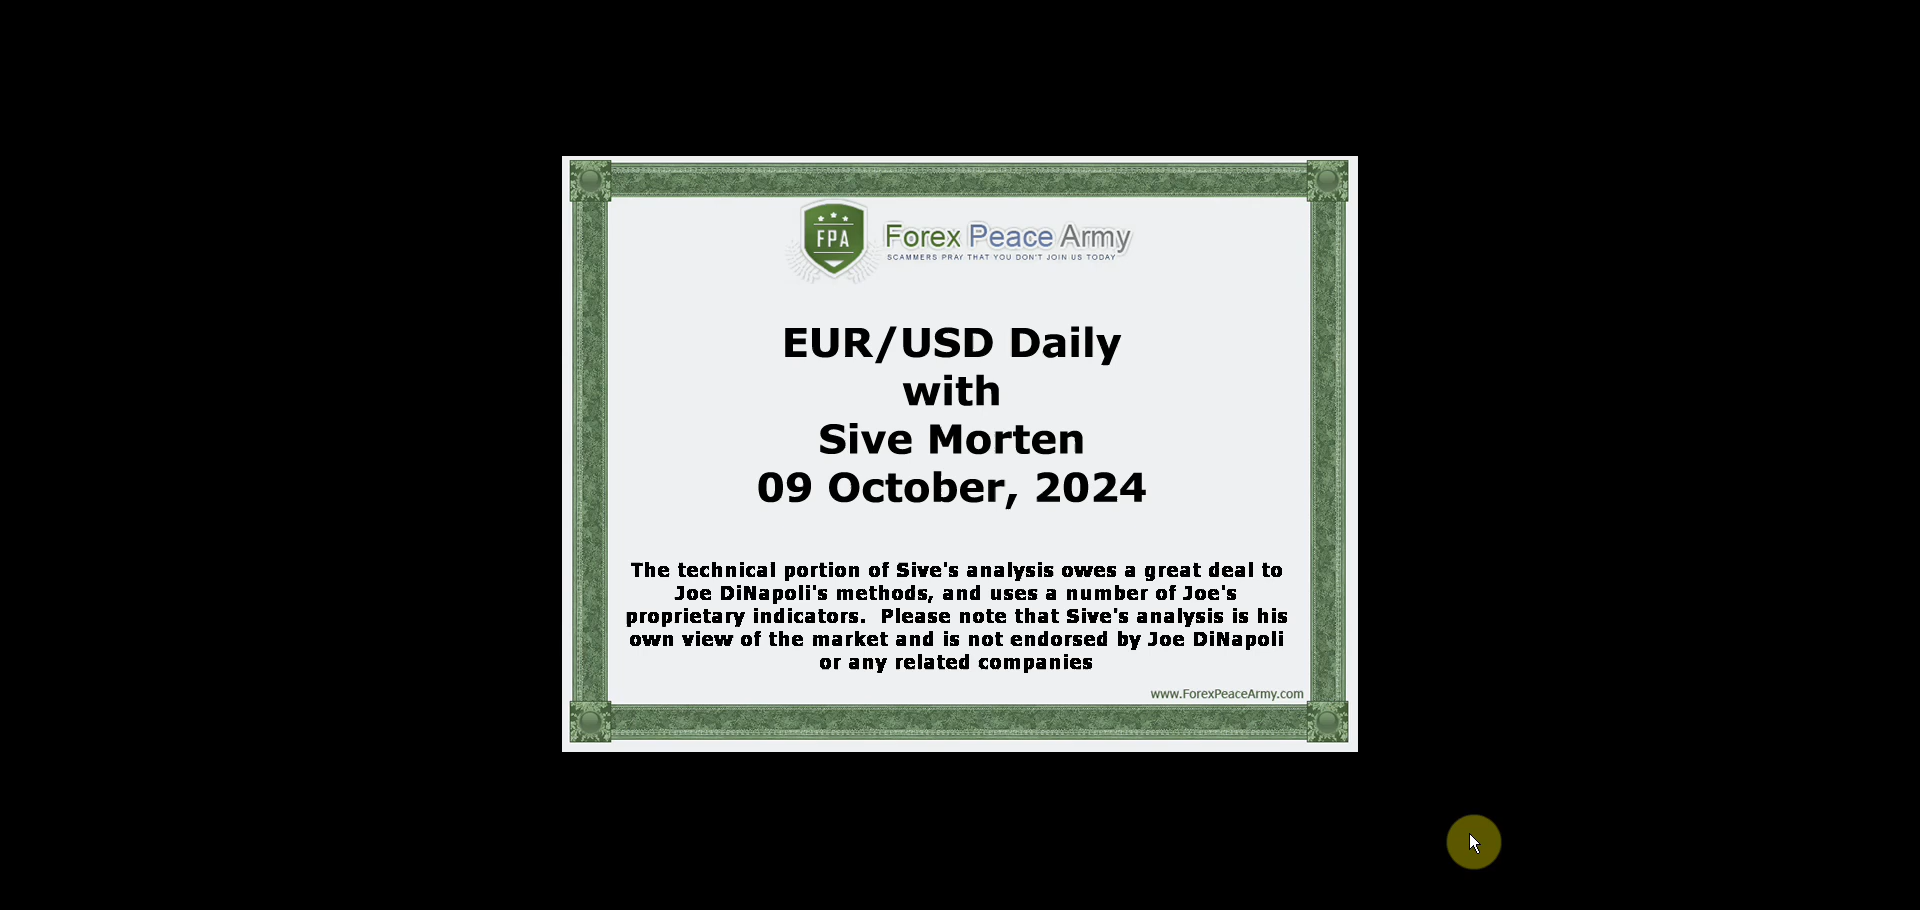 FPA
Forex Peace Army
SCAMMERS PRAY THAT YOU DON'T JOIN US TODAY
EUR/USD Daily
with
Sive Morten
09 October, 2024
The technical portion of Sive's analysis owes a great deal to
Joe DiNapoli's methods, and uses a number of Joe's
proprietary indicators.  Please note that Sive's analysis is his
own view of the market and is not endorsed by Joe DiNapoli
or any related companies
www.ForexPeaceArmy.com